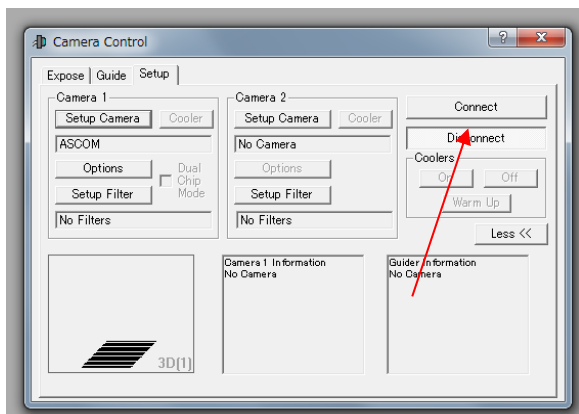 Camera Control
Expose Guide Setup
Camera 1
Setup Camera Cooler
ASCOM
Options
Dual
Chip
Mode
Setup Filter
No Filters
Camera 2
Setup Camera Cooler
No Camera
Options
Setup Filter
No Filters
Connect
Disconnect
Coolers
On Off
Warm Up
Less <<
3D(1)
Camera 1 Information
No Camera
Guider Information
No Camera